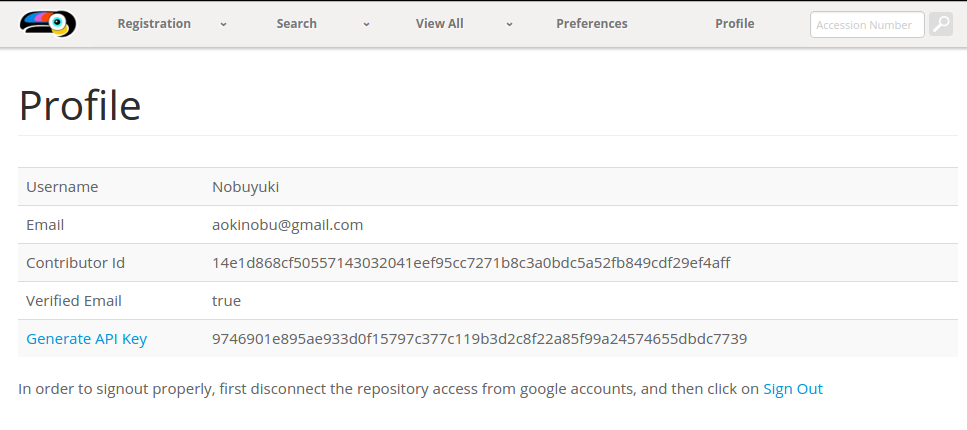 Registration Search View All Preferences Profile Accession Number
Profile
Username Nobuyuki
Email aokinobu@gmail.com
Contributor Id 14e1d868cf50557143032041eef95cc7271b8c3a0bdc5a52fb849cdf29ef4aff
Verified Email true
Generate API Key 9746901e895ae933d0f15797c377c119b3d2c8f22a85f99a24574655dbdc7739
In order to signout properly, first disconnect the repository access from google accounts, and then click on Sign Out